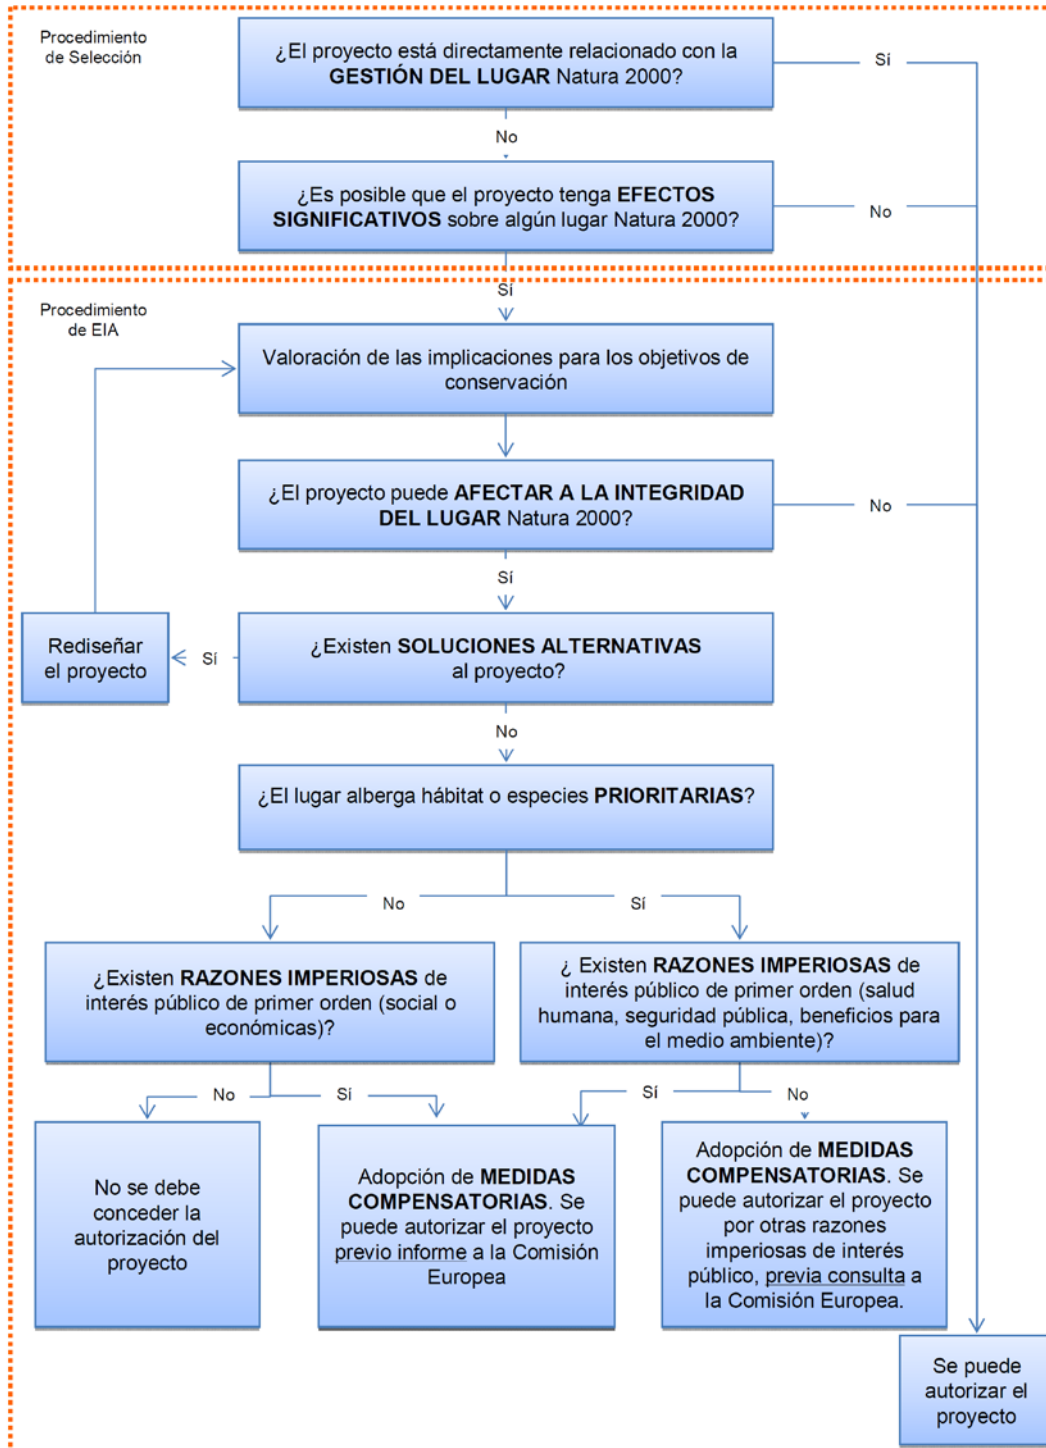 Procedimiento
de Selección
¿El proyecto está directamente relacionado con la
GESTIÓN DEL LUGAR Natura 2000?
Sí
No
¿Es posible que el proyecto tenga EFECTOS
SIGNIFICATIVOS sobre algún lugar Natura 2000?
No
Sí
Procedimiento
de EIA
Valoración de las implicaciones para los objetivos de
conservación
¿El proyecto puede AFECTAR A LA INTEGRIDAD
DEL LUGAR Natura 2000?
No
Sí
Rediseñar
el proyecto
Sí
¿Existen SOLUCIONES ALTERNATIVAS
al proyecto?
No
¿El lugar alberga hábitat o especies PRIORITARIAS?
No
Sí
¿Existen RAZONES IMPERIOSAS de
interés público de primer orden (social o
económicas)?
¿ Existen RAZONES IMPERIOSAS de
interés público de primer orden (salud
humana, seguridad pública, beneficios para
el medio ambiente)?
No
Sí
Sí
No
No se debe
conceder la
autorización del
proyecto
Adopción de MEDIDAS
COMPENSATORIAS. Se
puede autorizar el proyecto
previo informe a la Comisión
Europea
Adopción de MEDIDAS
COMPENSATORIAS. Se
puede autorizar el proyecto
por otras razones
imperiosas de interés
público, previa consulta a
la Comisión Europea.
Se puede
autorizar el
proyecto